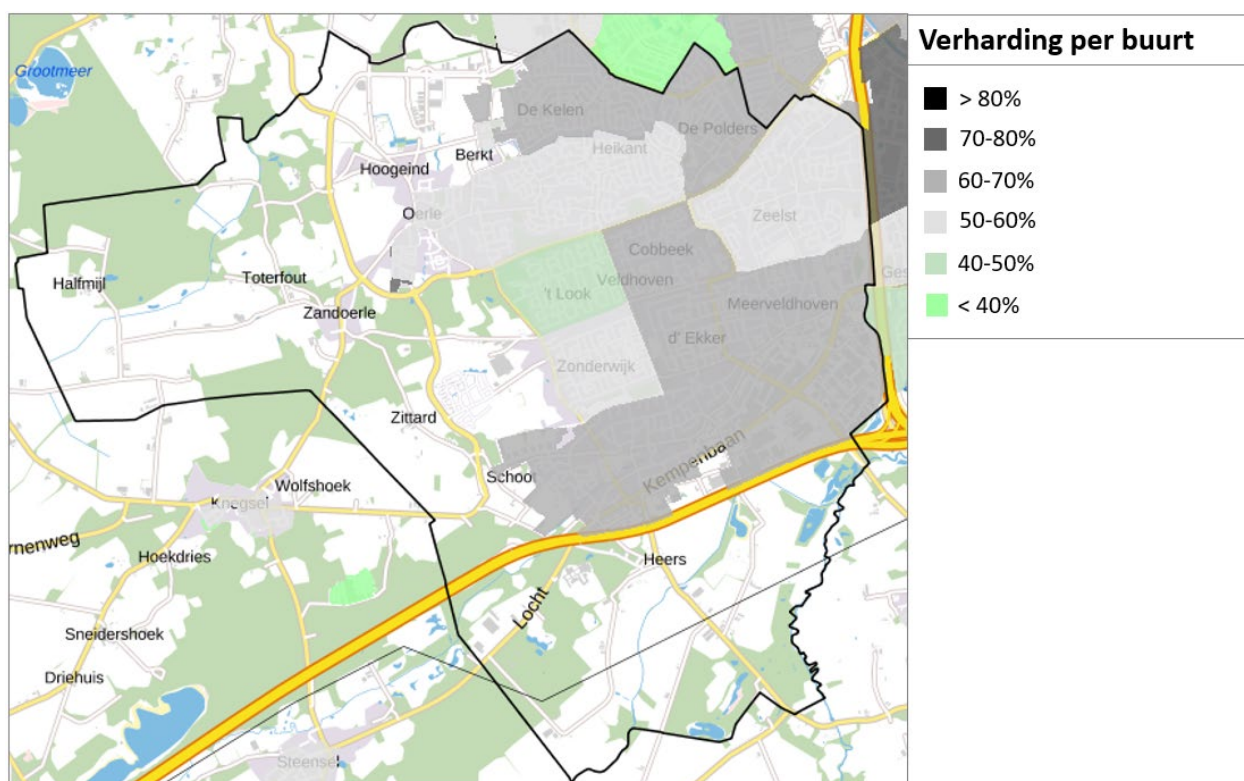 Verharding per buurt
> 80%
70-80%
60-70%
50-60%
40-50%
< 40%
Grootmeer
De Kelen
De Polders
Heikant
Berkt
Hoogeind
Oerle
Zeelst
Cobbeek
Veldhoven
't Look
Meerveldhoven
Halfmijl
Toterfout
Zandoerle
d' Ekker
Zonderwijk
Zittard
Kempenbaan
Schoot
Wolfshoek
Knegsel
rnenweg
Hoekdries
Heers
Locht
Sneidershoek
Driehuis
Steensel
Ges